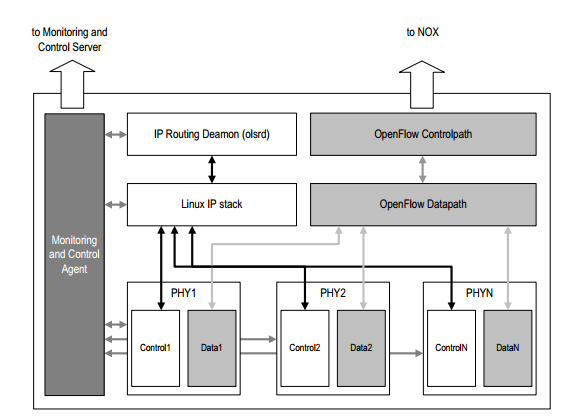 to Monitoring and
Control Server
to NOX
IP Routing Deamon (olsrd)
OpenFlow Controlpath
Linux IP stack
OpenFlow Datapath
Monitoring
and Control
Agent
PHY1
PHY2
PHYN
Control1
Data1
Control2
Data2
ControlN
DataN